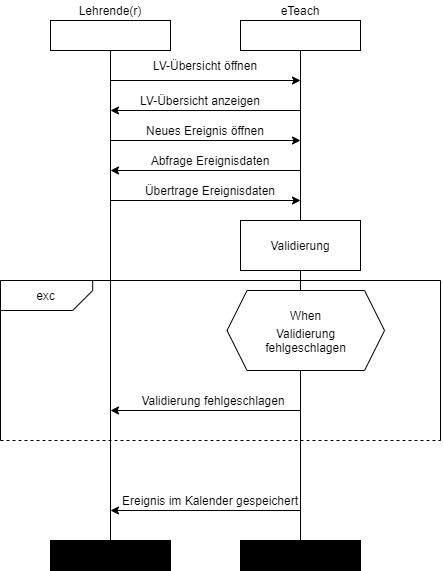 Lehrende(r)
eTeach
LV-Übersicht öffnen
LV-Übersicht anzeigen
Neues Ereignis öffnen
Abfrage Ereignisdaten
Übertrage Ereignisdaten
Validierung
exc
When
Validierung
fehlgeschlagen
Validierung fehlgeschlagen
Ereignis im Kalender gespeichert